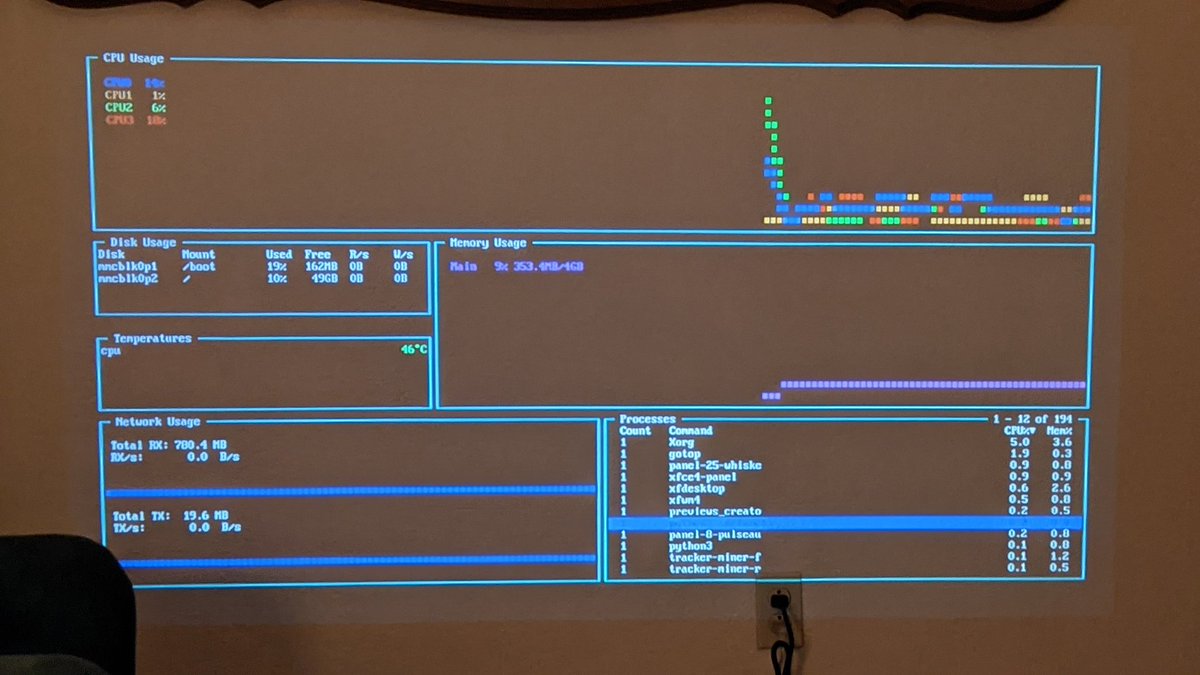 CPU Usage
CPU0 14%
CPU1 1%
CPU2 6%
CPU3 10%
Disk Usage
Disk Mount Used Free R/s W/s
mmcblk0p1 /boot 19% 162MB 0B 0B
mmcblk0p2 / 10% 49GB 0B 0B
Memory Usage
Main 9% 353.4MB/4GB
Temperatures
cpu 46°C
Network Usage
Total RX: 780.4 MB
RX/s: 0.0 B/s
Total TX: 19.6 MB
TX/s: 0.0 B/s
Processes 1 - 12 of 194
Count Command CPU%▼ Mem%
1 Xorg 5.0 3.6
1 gotop 1.9 0.3
1 panel-25-whiske 0.9 0.8
1 xfce4-panel 0.9 0.9
1 xfdesktop 0.6 2.6
1 xfwm4 0.5 0.8
1 previews_creato 0.2 0.5
1 panel-8-pulseau 0.2 0.8
1 python3 0.1 0.8
1 tracker-miner-f 0.1 1.2
1 tracker-miner-r 0.1 0.5